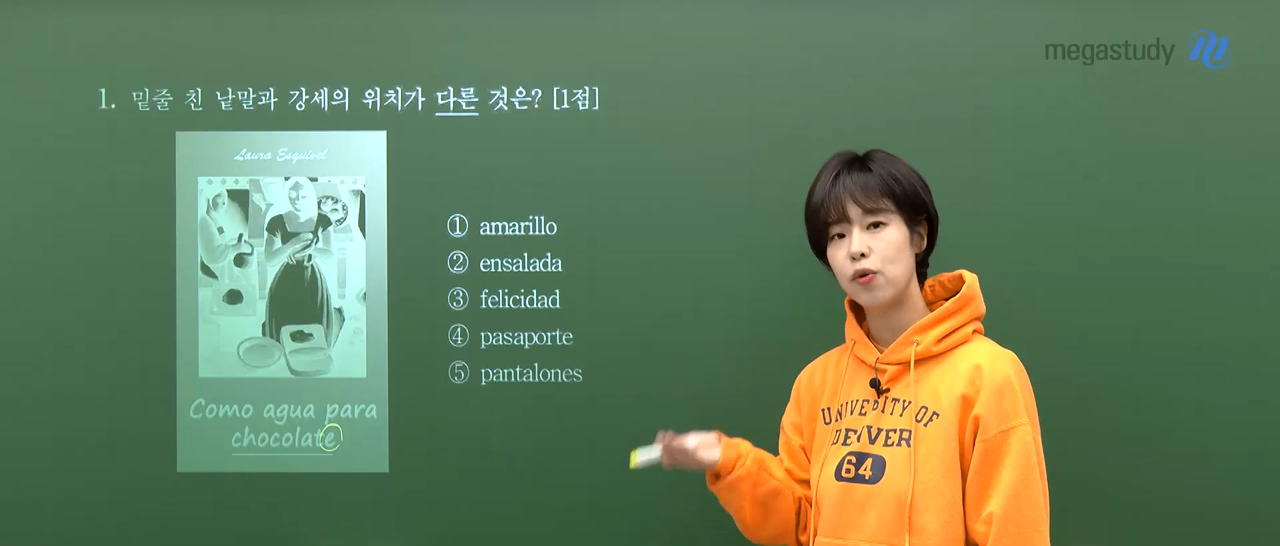 megastudy
1. 밑줄 친 낱말과 강세의 위치가 다른 것은? [1점]
Laura Esquivel
Como agua para
chocolate
① amarillo
② ensalada
③ felicidad
④ pasaporte
⑤ pantalones
UNIVERSITY OF
DENVER
64